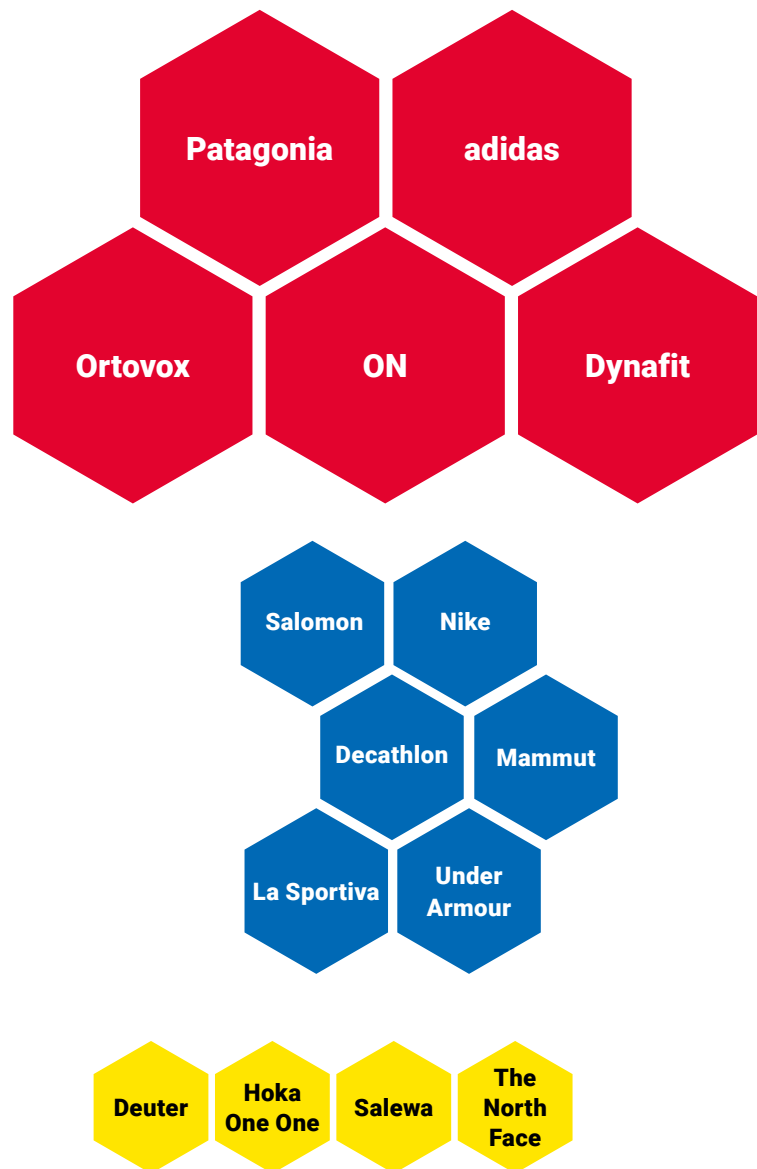 Patagonia
adidas
Ortovox
ON
Dynafit
Salomon
Nike
Decathlon
Mammut
La Sportiva
Under
Armour
Deuter
Hoka
One One
Salewa
The
North
Face